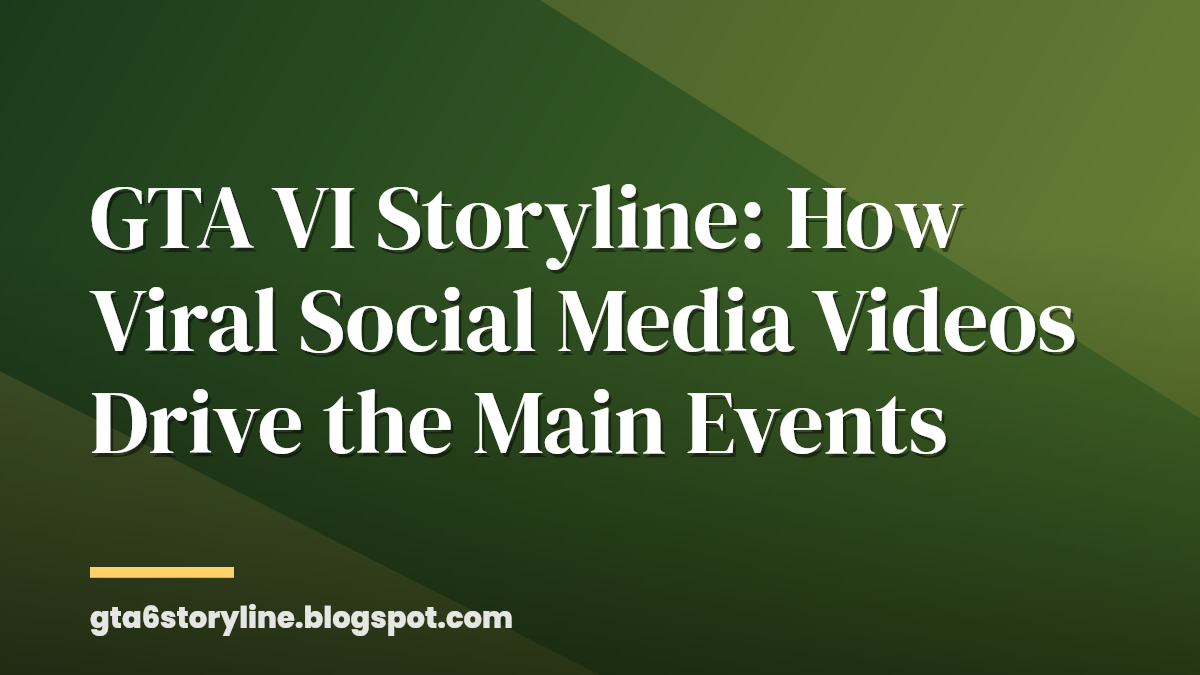 GTA VI Storyline: How
Viral Social Media Videos
Drive the Main Events
gta6storyline.blogspot.com